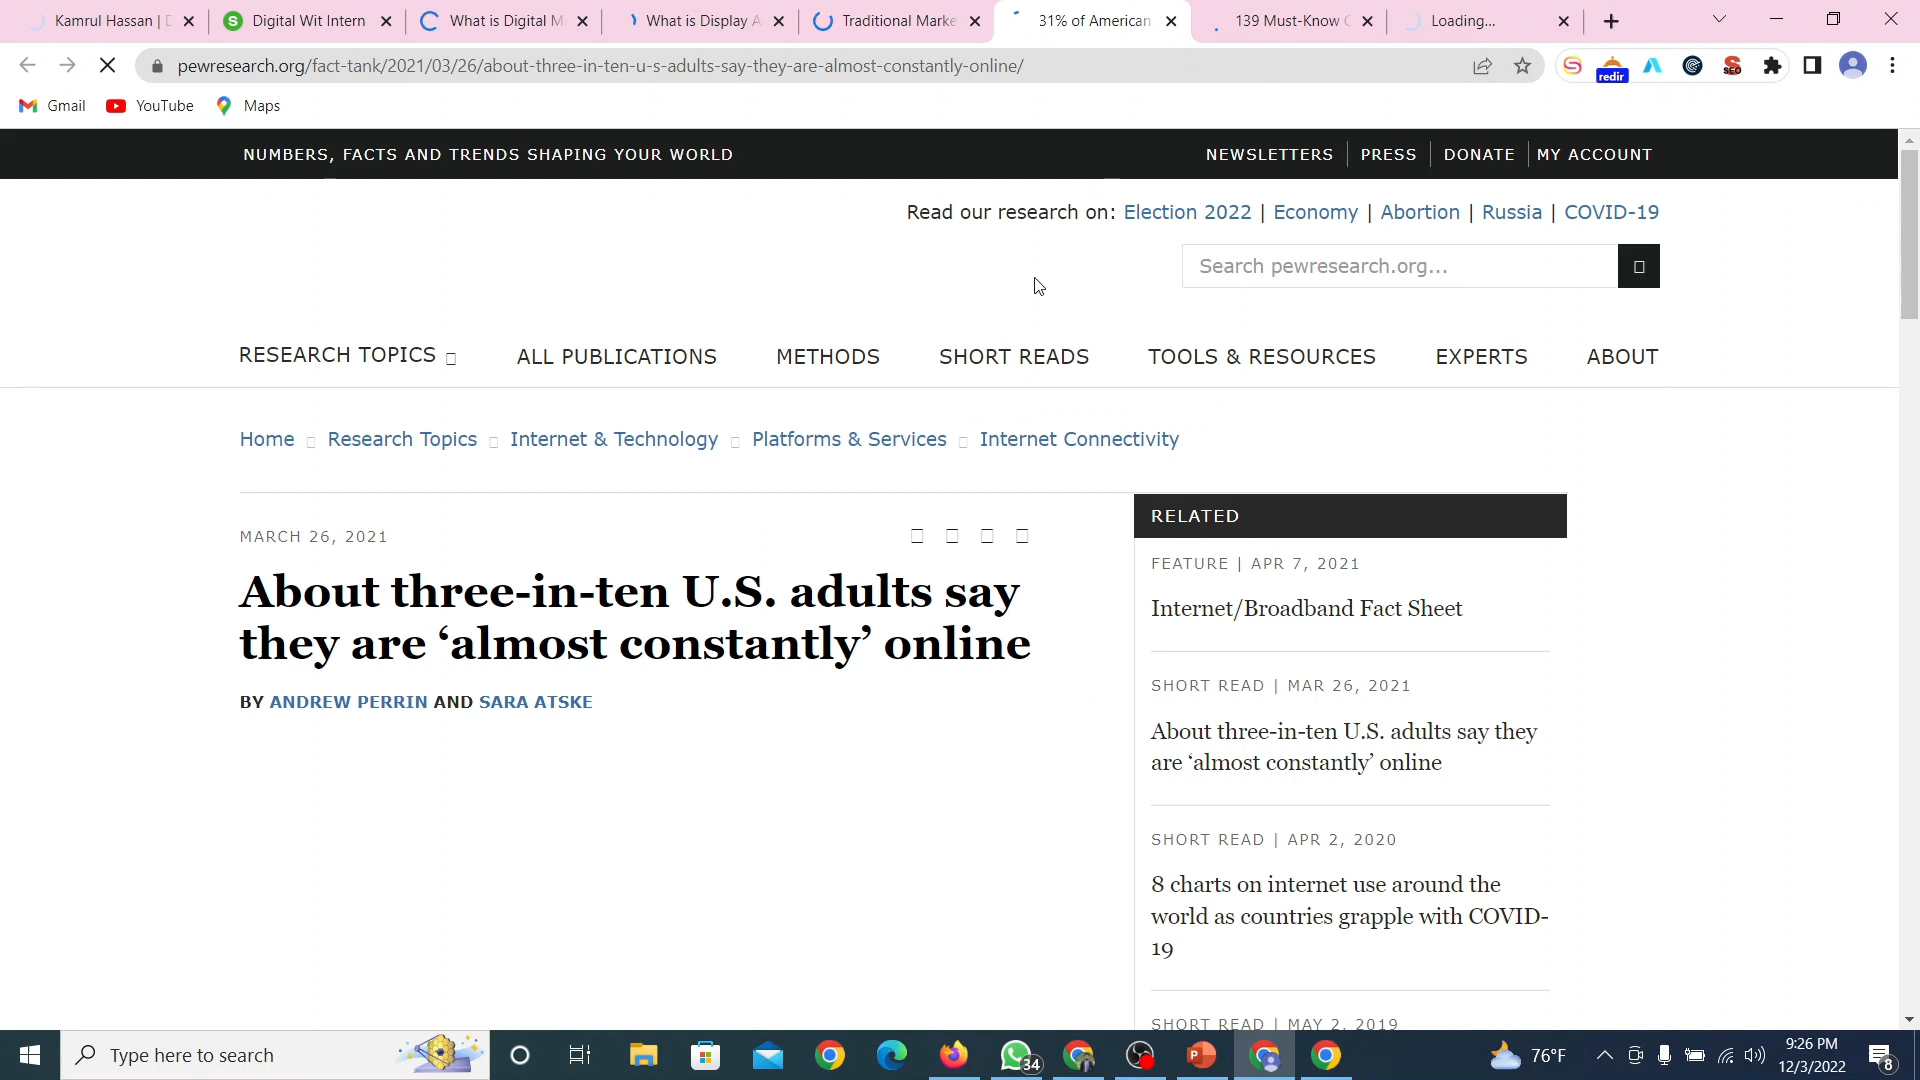 Kamrul Hassan | D
Digital Wit Intern
What is Digital M
What is Display A
Traditional Marke
31% of American
139 Must-Know
Loading...
pewresearch.org/fact-tank/2021/03/26/about-three-in-ten-u-s-adults-say-they-are-almost-constantly-online/
redir
SEO
Gmail
YouTube
Maps
NUMBERS, FACTS AND TRENDS SHAPING YOUR WORLD
NEWSLETTERS
PRESS
DONATE
MY ACCOUNT
Read our research on: Election 2022 | Economy | Abortion | Russia | COVID-19
Search pewresearch.org...
RESEARCH TOPICS
ALL PUBLICATIONS
METHODS
SHORT READS
TOOLS & RESOURCES
EXPERTS
ABOUT
Home
Research Topics
Internet & Technology
Platforms & Services
Internet Connectivity
MARCH 26, 2021
About three-in-ten U.S. adults say
they are ‘almost constantly’ online
BY ANDREW PERRIN AND SARA ATSKE
RELATED
FEATURE | APR 7, 2021
Internet/Broadband Fact Sheet
SHORT READ | MAR 26, 2021
About three-in-ten U.S. adults say they
are ‘almost constantly’ online
SHORT READ | APR 2, 2020
8 charts on internet use around the
world as countries grapple with COVID-
19
SHORT READ | MAY 2, 2019
Type here to search
34
76°F
9:26 PM
12/3/2022
8